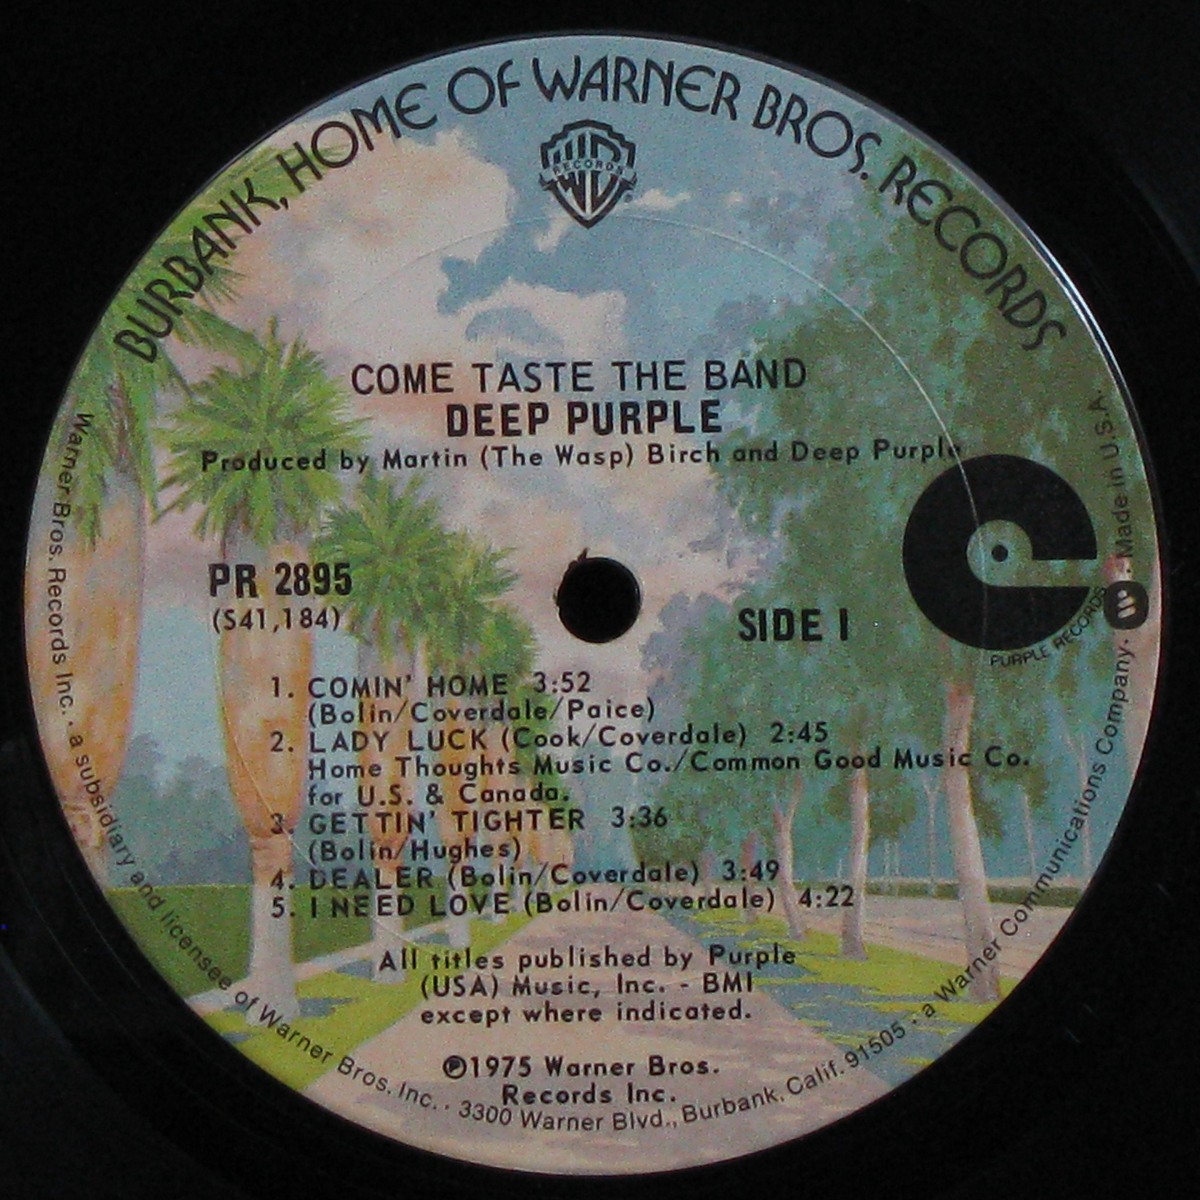 BURBANK, HOME OF WARNER BROS. RECORDS
W B
RECORDS
®
COME TASTE THE BAND
DEEP PURPLE
Produced by Martin (The Wasp) Birch and Deep Purple
PR 2895
(S41,184)
SIDE 1
PURPLE RECORDS
1. COMIN' HOME 3:52
(Bolin/Coverdale/Paice)
2. LADY LUCK (Cook/Coverdale) 2:45
Home Thoughts Music Co./Common Good Music Co.
for U.S. & Canada.
3. GETTIN' TIGHTER 3:36
(Bolin/Hughes)
4. DEALER (Bolin/Coverdale) 3:49
5. I NEED LOVE (Bolin/Coverdale) 4:22
All titles published by Purple
(USA) Music, Inc. - BMI
except where indicated.
℗1975 Warner Bros.
Records Inc.
Warner Bros. Records Inc. · a subsidiary and licensee of Warner Bros. Inc. · 3300 Warner Blvd., Burbank, Calif. 91505 · a Warner Communications Company. W · Made in U.S.A.